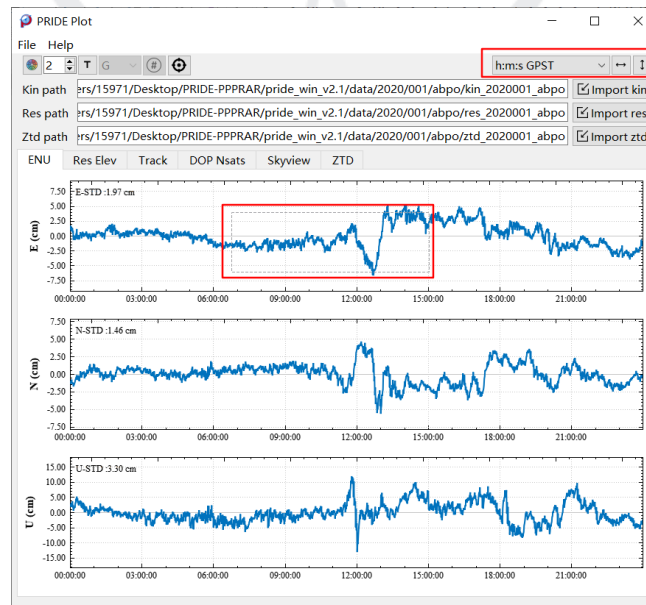 PRIDE Plot
File Help
2 T G # h:m:s GPST
Kin path ers/15971/Desktop/PRIDE-PPPRAR/pride_win_v2.1/data/2020/001/abpo/kin_2020001_abpo Import kin
Res path ers/15971/Desktop/PRIDE-PPPRAR/pride_win_v2.1/data/2020/001/abpo/res_2020001_abpo Import res
Ztd path ers/15971/Desktop/PRIDE-PPPRAR/pride_win_v2.1/data/2020/001/abpo/ztd_2020001_abpo Import ztd
ENU Res Elev Track DOP Nsats Skyview ZTD
E (cm)
7.50
5.00
2.50
0.00
-2.50
-5.00
-7.50
E-STD :1.97 cm
00:00:00 03:00:00 06:00:00 09:00:00 12:00:00 15:00:00 18:00:00 21:00:00
N (cm)
7.50
5.00
2.50
0.00
-2.50
-5.00
-7.50
N-STD :1.46 cm
00:00:00 03:00:00 06:00:00 09:00:00 12:00:00 15:00:00 18:00:00 21:00:00
U (cm)
15.00
10.00
5.00
0.00
-5.00
-10.00
-15.00
U-STD :3.30 cm
00:00:00 03:00:00 06:00:00 09:00:00 12:00:00 15:00:00 18:00:00 21:00:00